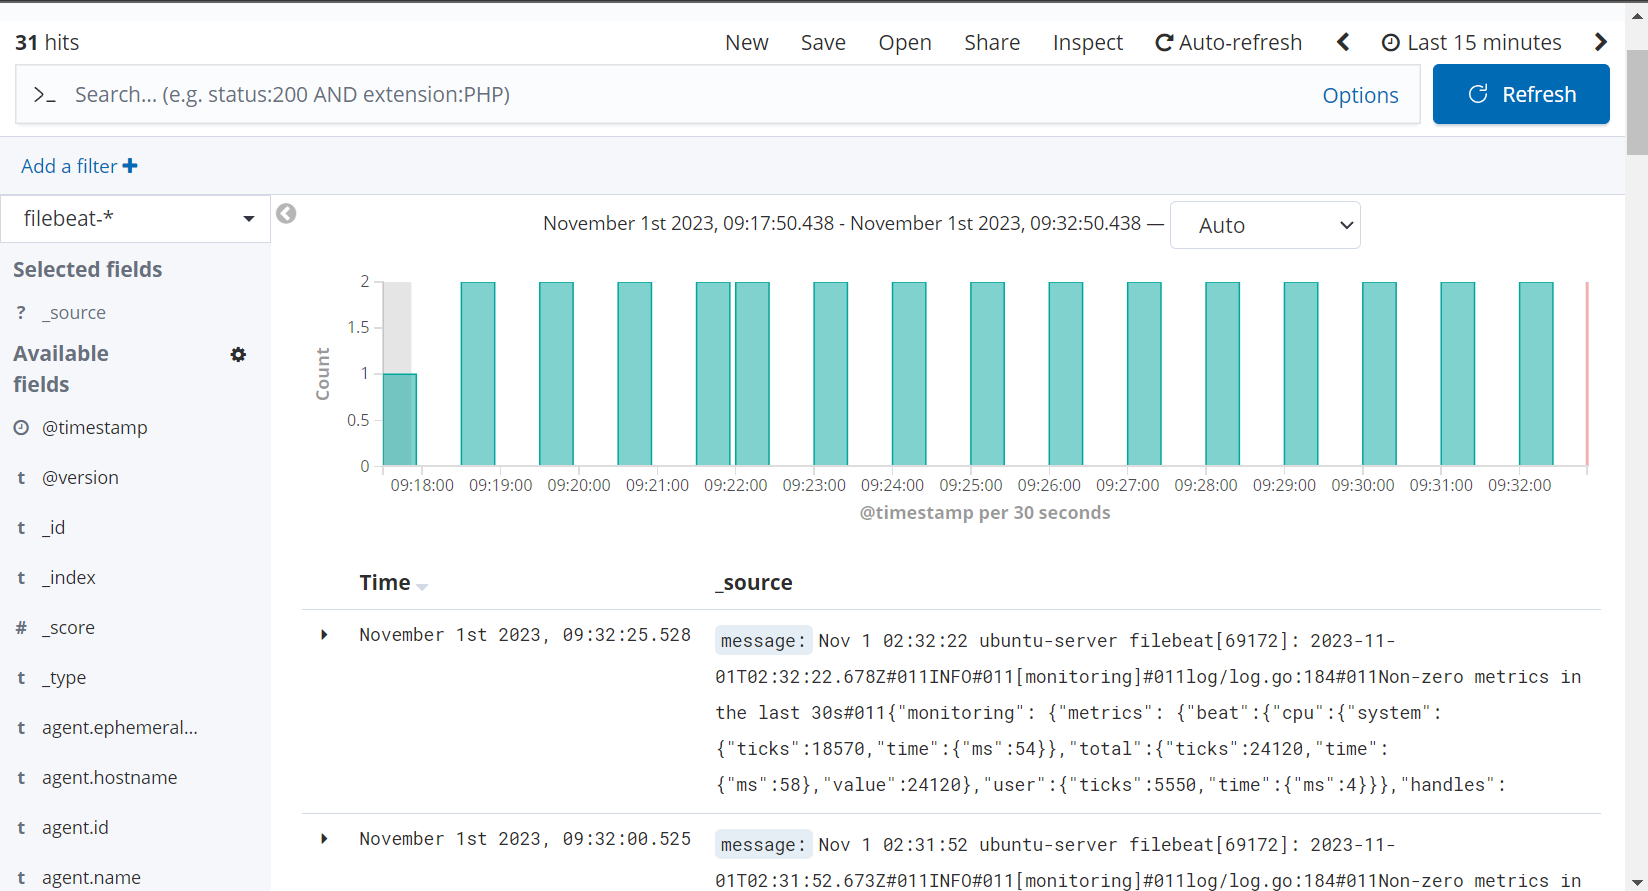 31 hits
New Save Open Share Inspect Auto-refresh Last 15 minutes
>_ Search... (e.g. status:200 AND extension:PHP) Options Refresh
Add a filter +
filebeat-*
November 1st 2023, 09:17:50.438 - November 1st 2023, 09:32:50.438 — Auto
Selected fields
? _source
Available
fields
@timestamp
t @version
t _id
t _index
# _score
t _type
t agent.ephemeral...
t agent.hostname
t agent.id
t agent.name
Count
2
1.5
1
0.5
0
09:18:00 09:19:00 09:20:00 09:21:00 09:22:00 09:23:00 09:24:00 09:25:00 09:26:00 09:27:00 09:28:00 09:29:00 09:30:00 09:31:00 09:32:00
@timestamp per 30 seconds
Time _source
November 1st 2023, 09:32:25.528
message: Nov 1 02:32:22 ubuntu-server filebeat[69172]: 2023-11-
01T02:32:22.678Z#011INFO#011[monitoring]#011log/log.go:184#011Non-zero metrics in
the last 30s#011{"monitoring": {"metrics": {"beat":{"cpu":{"system":
{"ticks":18570,"time":{"ms":54}},"total":{"ticks":24120,"time":
{"ms":58},"value":24120},"user":{"ticks":5550,"time":{"ms":4}}},"handles":
November 1st 2023, 09:32:00.525
message: Nov 1 02:31:52 ubuntu-server filebeat[69172]: 2023-11-
01T02:31:52.673Z#011INFO#011[monitoring]#011log/log.go:184#011Non-zero metrics in